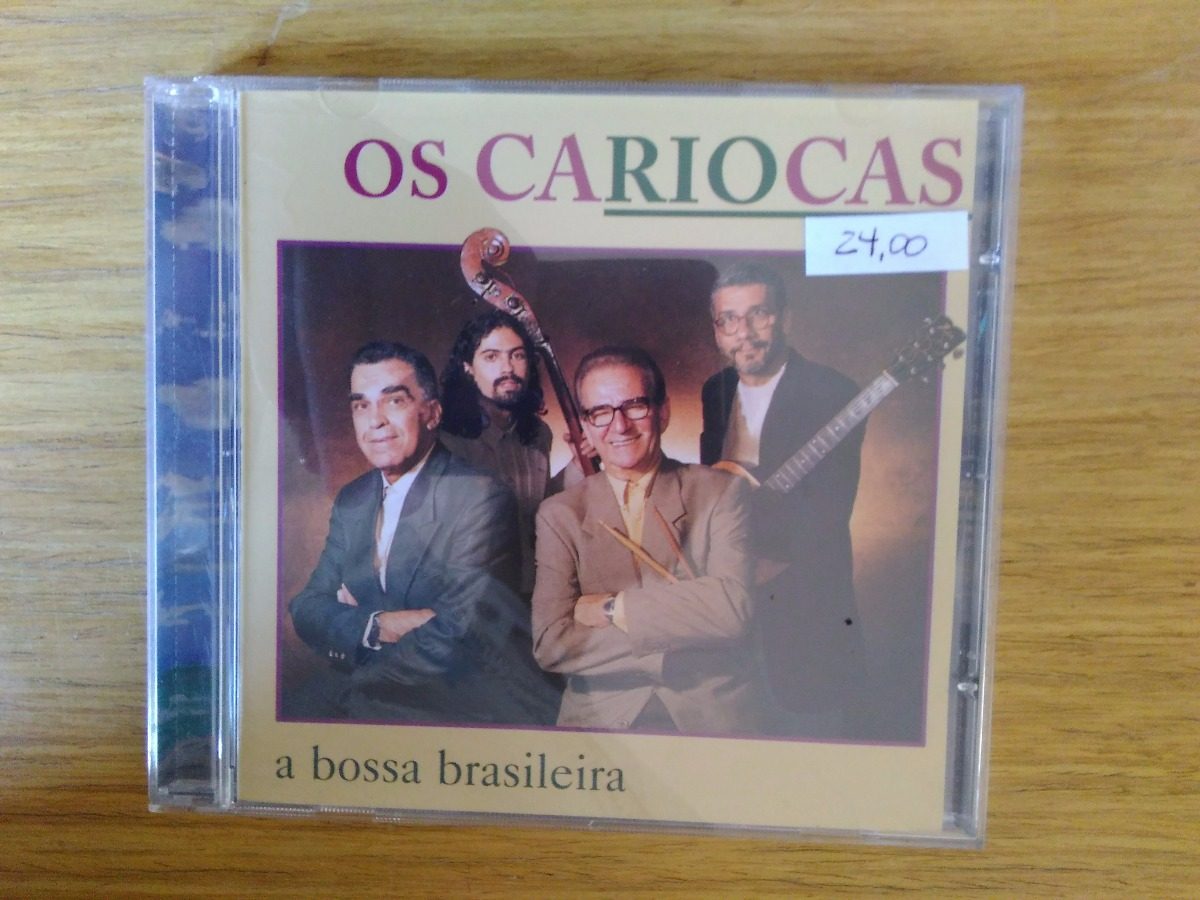 OS CARIOCAS
24,00
a bossa brasileira